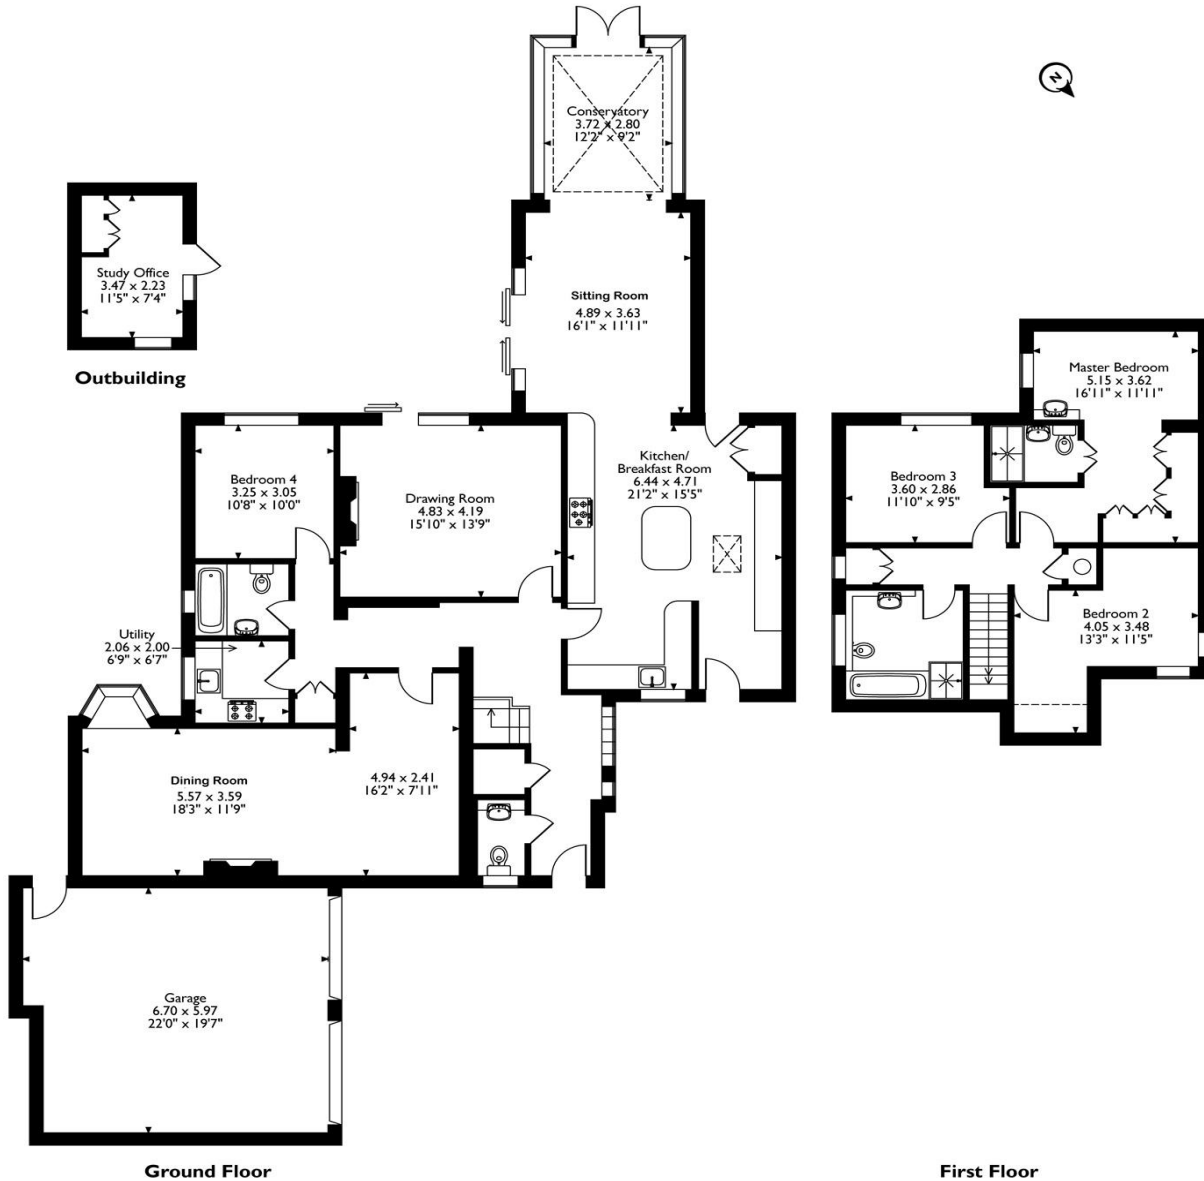 Conservatory
3.72 x 2.80
12'2" x 9'2"
N
Study Office
3.47 x 2.23
11'5" x 7'4"
Outbuilding
Sitting Room
4.89 x 3.63
16'1" x 11'11"
Master Bedroom
5.15 x 3.62
16'11" x 11'11"
Bedroom 4
3.25 x 3.05
10'8" x 10'0"
Drawing Room
4.83 x 4.19
15'10" x 13'9"
Kitchen/
Breakfast Room
6.44 x 4.71
21'2" x 15'5"
Bedroom 3
3.60 x 2.86
11'10" x 9'5"
Utility
2.06 x 2.00
6'9" x 6'7"
Bedroom 2
4.05 x 3.48
13'3" x 11'5"
Dining Room
5.57 x 3.59
18'3" x 11'9"
4.94 x 2.41
16'2" x 7'11"
Garage
6.70 x 5.97
22'0" x 19'7"
Ground Floor
First Floor